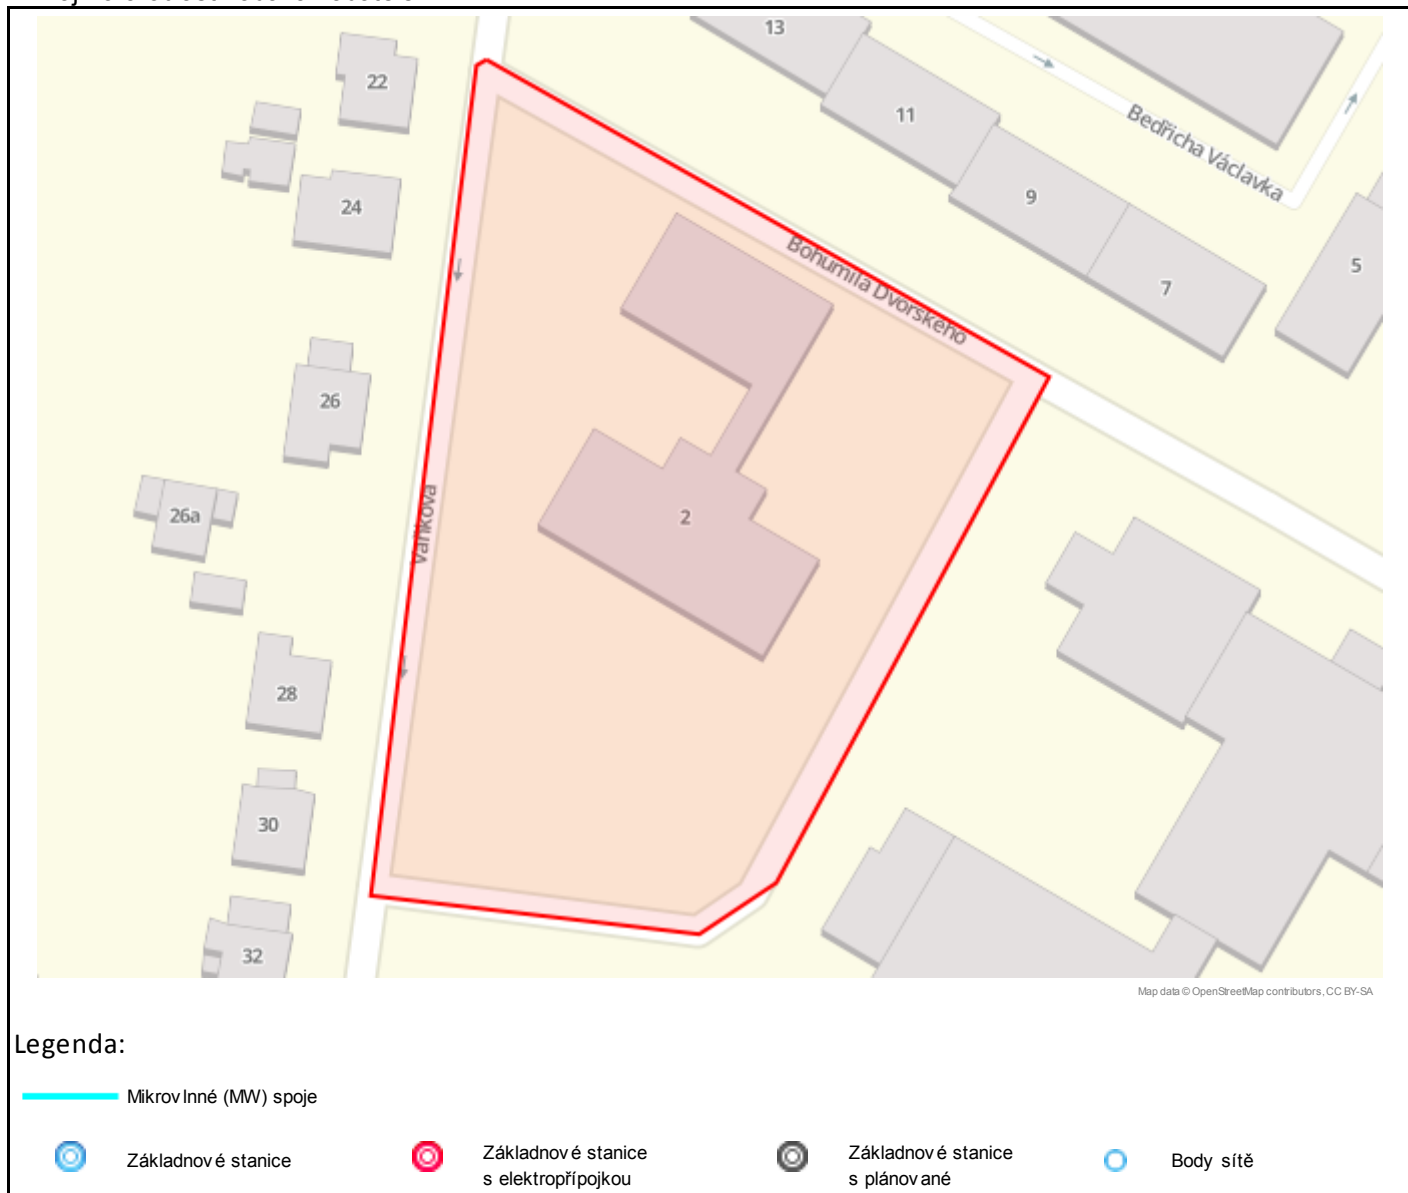 13
22
11
Bedřicha Václavka
24
9
Bohumila Dvorského
5
7
26
26a
Vaňkova
2
28
30
32
Map data © OpenStreetMap contributors, CC BY-SA
Legenda:
Mikrovlnné (MW) spoje
Základnové stanice
Základnové stanice
s elektropřípojkou
Základnové stanice
s plánované
Body sítě